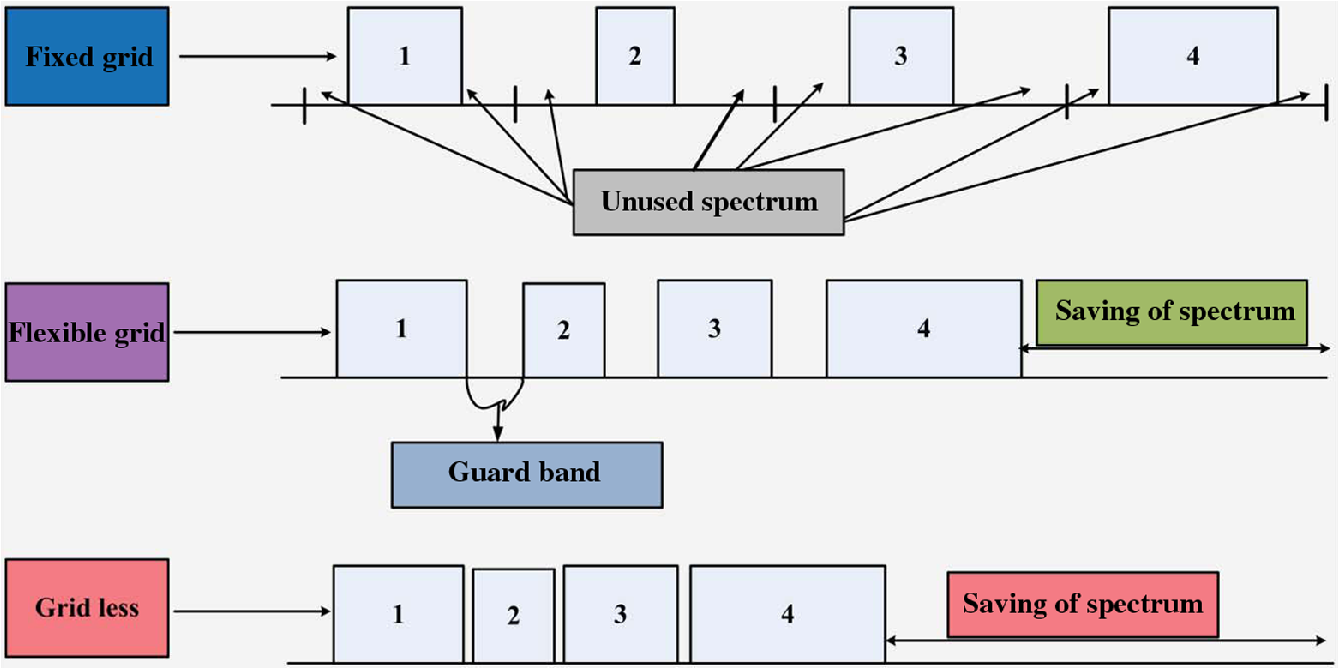 Fixed grid
1
2
3
4
Unused spectrum
Flexible grid
1
2
3
4
Saving of spectrum
Guard band
Grid less
1
2
3
4
Saving of spectrum